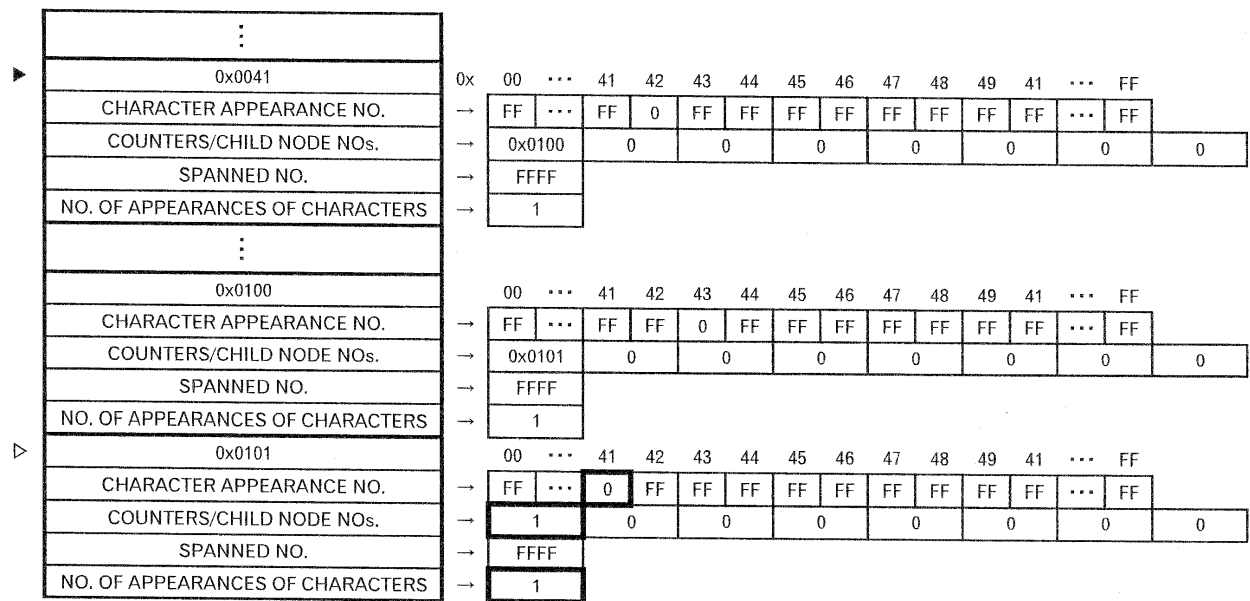 ⋮
0x0041 0x 00 ··· 41 42 43 44 45 46 47 48 49 41 ··· FF
CHARACTER APPEARANCE NO. → FF ··· FF 0 FF FF FF FF FF FF FF FF ··· FF
COUNTERS/CHILD NODE NOs. → 0x0100 0 0 0 0 0 0 0
SPANNED NO. → FFFF
NO. OF APPEARANCES OF CHARACTERS → 1
⋮
0x0100 00 ··· 41 42 43 44 45 46 47 48 49 41 ··· FF
CHARACTER APPEARANCE NO. → FF ··· FF FF 0 FF FF FF FF FF FF FF ··· FF
COUNTERS/CHILD NODE NOs. → 0x0101 0 0 0 0 0 0 0
SPANNED NO. → FFFF
NO. OF APPEARANCES OF CHARACTERS → 1
0x0101 00 ··· 41 42 43 44 45 46 47 48 49 41 ··· FF
CHARACTER APPEARANCE NO. → FF ··· 0 FF FF FF FF FF FF FF FF FF ··· FF
COUNTERS/CHILD NODE NOs. → 1 0 0 0 0 0 0 0
SPANNED NO. → FFFF
NO. OF APPEARANCES OF CHARACTERS → 1